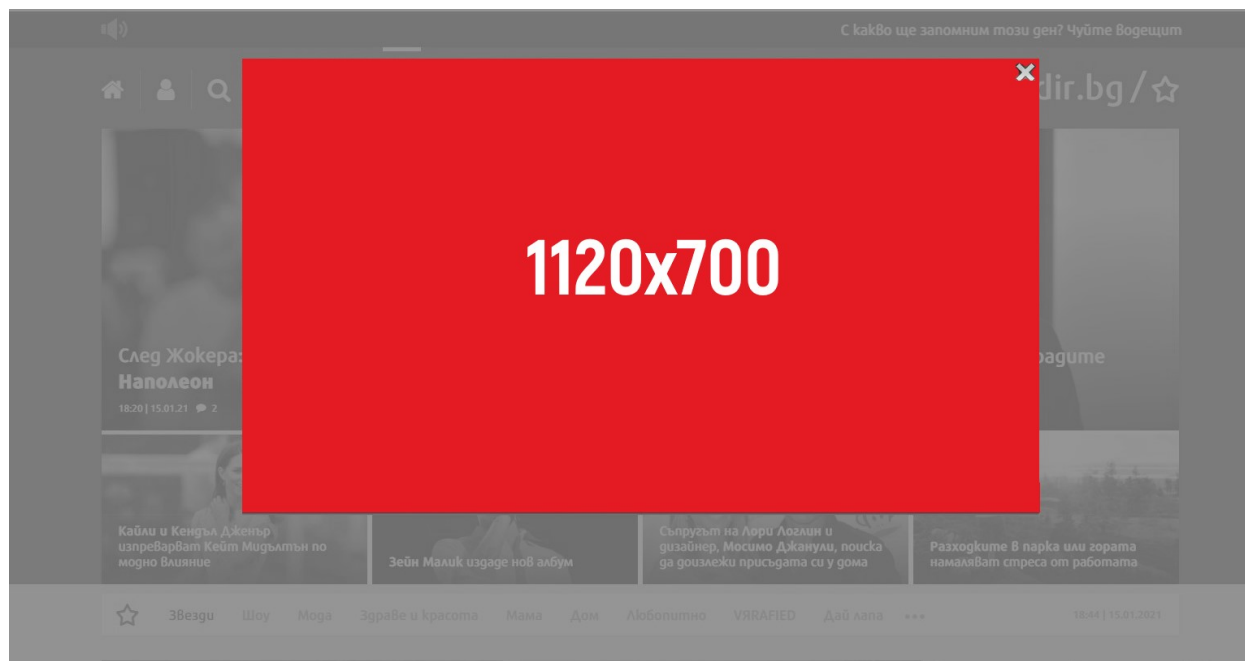 С какво ще запомним този ден? Чуйте водещит
dir.bg/
1120x700
След Жокера:
Наполеон
18:20 | 15.01.21 2
радите
Кайли и Кендъл Дженър
изпреварват Кейт Мидълтън по
модно влияние
Зейн Малик издаде нов албум
Съпругът на Лори Логлин и
дизайнер, Мосимо Джанули, поиска
да доизлежи присъдата си у дома
Разходките в парка или гората
намаляват стреса от работата
Звезди Шоу Мода Здраве и красота Мама Дом Любопитно VЯRAFIED Дай лапа ••• 18:44 | 15.01.2021